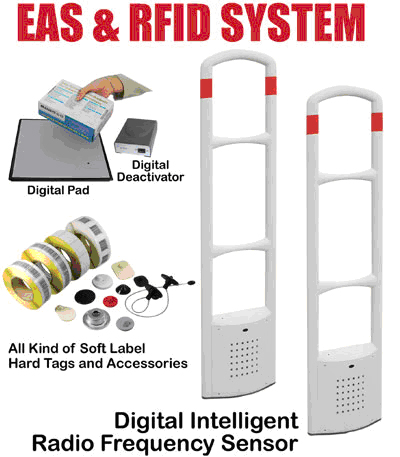 EAS & RFID SYSTEM
Digital
Deactivator
Digital Pad
All Kind of Soft Label
Hard Tags and Accessories
Digital Intelligent
Radio Frequency Sensor